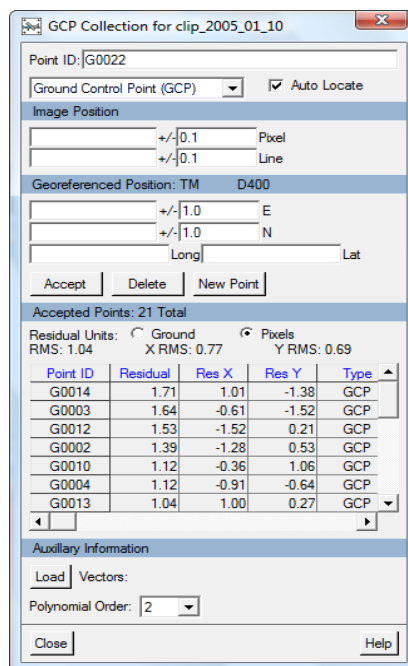 GCP Collection for clip_2005_01_10
Point ID: G0022
Ground Control Point (GCP) Auto Locate
Image Position
+/- 0.1 Pixel
+/- 0.1 Line
Georeferenced Position: TM D400
+/- 1.0 E
+/- 1.0 N
Long Lat
Accept Delete New Point
Accepted Points: 21 Total
Residual Units: Ground Pixels
RMS: 1.04 X RMS: 0.77 Y RMS: 0.69
Point ID Residual Res X Res Y Type
G0014 1.71 1.01 -1.38 GCP
G0003 1.64 -0.61 -1.52 GCP
G0012 1.53 -1.52 0.21 GCP
G0002 1.39 -1.28 0.53 GCP
G0010 1.12 -0.36 1.06 GCP
G0004 1.12 -0.91 -0.64 GCP
G0013 1.04 1.00 0.27 GCP
Auxillary Information
Load Vectors:
Polynomial Order: 2
Close Help